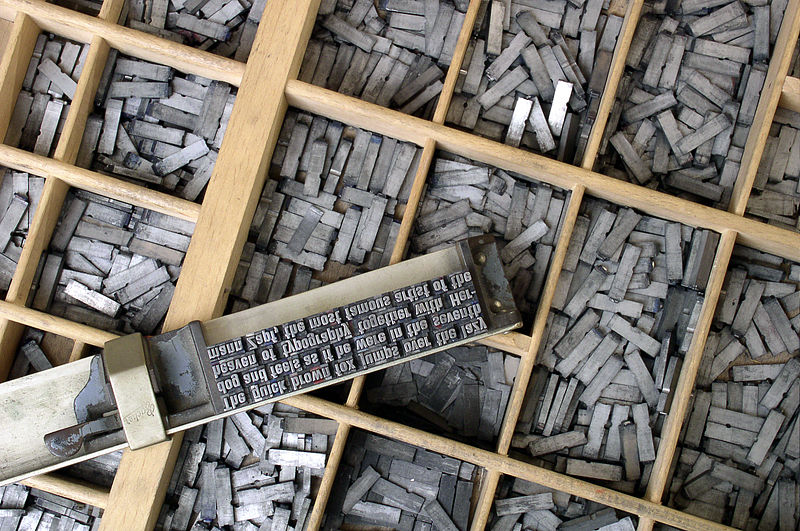 The quick brown fox jumps over the lazy
dog and feels as if he were in the seventh
heaven of typography together with Her-
mann Zapf, the most famous artist of the